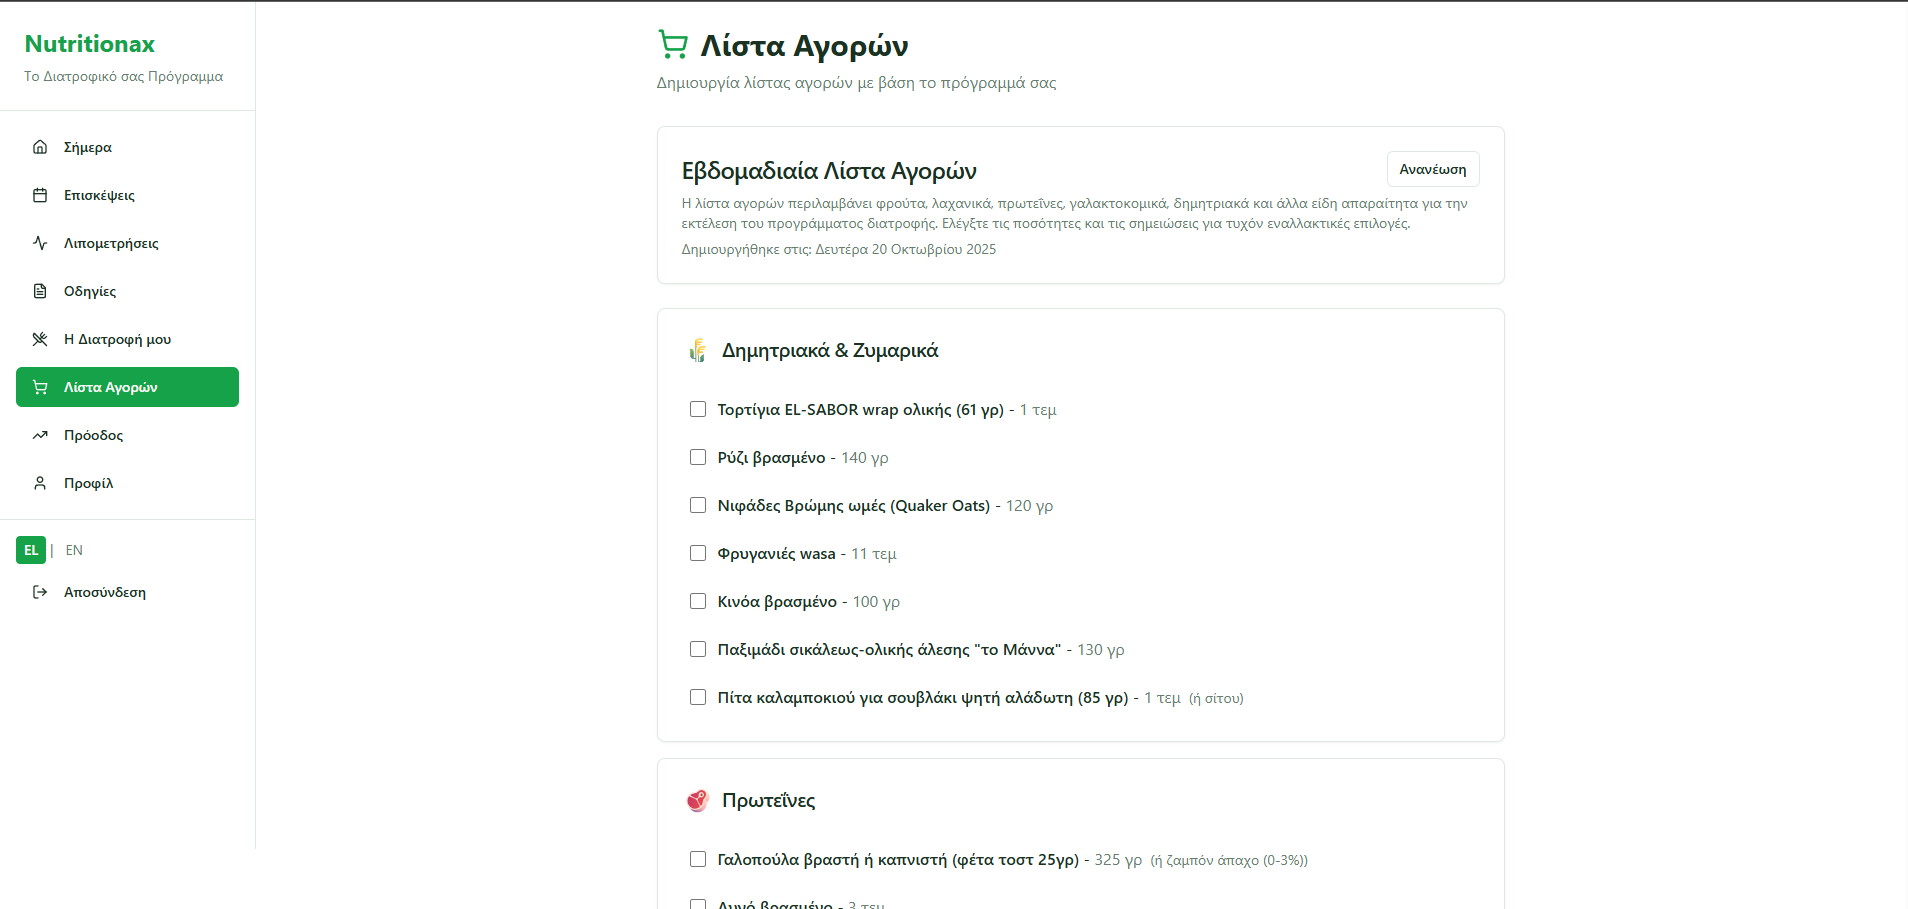 Nutritionax
Το Διατροφικό σας Πρόγραμμα
Σήμερα
Επισκέψεις
Λιπομετρήσεις
Οδηγίες
Η Διατροφή μου
Λίστα Αγορών
Πρόοδος
Προφίλ
EL | EN
Αποσύνδεση
Λίστα Αγορών
Δημιουργία λίστας αγορών με βάση το πρόγραμμά σας
Εβδομαδιαία Λίστα Αγορών
Ανανέωση
Η λίστα αγορών περιλαμβάνει φρούτα, λαχανικά, πρωτεΐνες, γαλακτοκομικά, δημητριακά και άλλα είδη απαραίτητα για την
εκτέλεση του προγράμματος διατροφής. Ελέγξτε τις ποσότητες και τις σημειώσεις για τυχόν εναλλακτικές επιλογές.
Δημιουργήθηκε στις: Δευτέρα 20 Οκτωβρίου 2025
Δημητριακά & Ζυμαρικά
Τορτίγια EL-SABOR wrap ολικής (61 γρ) - 1 τεμ
Ρύζι βρασμένο - 140 γρ
Νιφάδες Βρώμης ωμές (Quaker Oats) - 120 γρ
Φρυγανιές wasa - 11 τεμ
Κινόα βρασμένο - 100 γρ
Παξιμάδι σικάλεως-ολικής άλεσης "το Μάννα" - 130 γρ
Πίτα καλαμποκιού για σουβλάκι ψητή αλάδωτη (85 γρ) - 1 τεμ (ή σίτου)
Πρωτεΐνες
Γαλοπούλα βραστή ή καπνιστή (φέτα τοστ 25γρ) - 325 γρ (ή ζαμπόν άπαχο (0-3%))
Αυγό βρασμένο - 3 τεμ